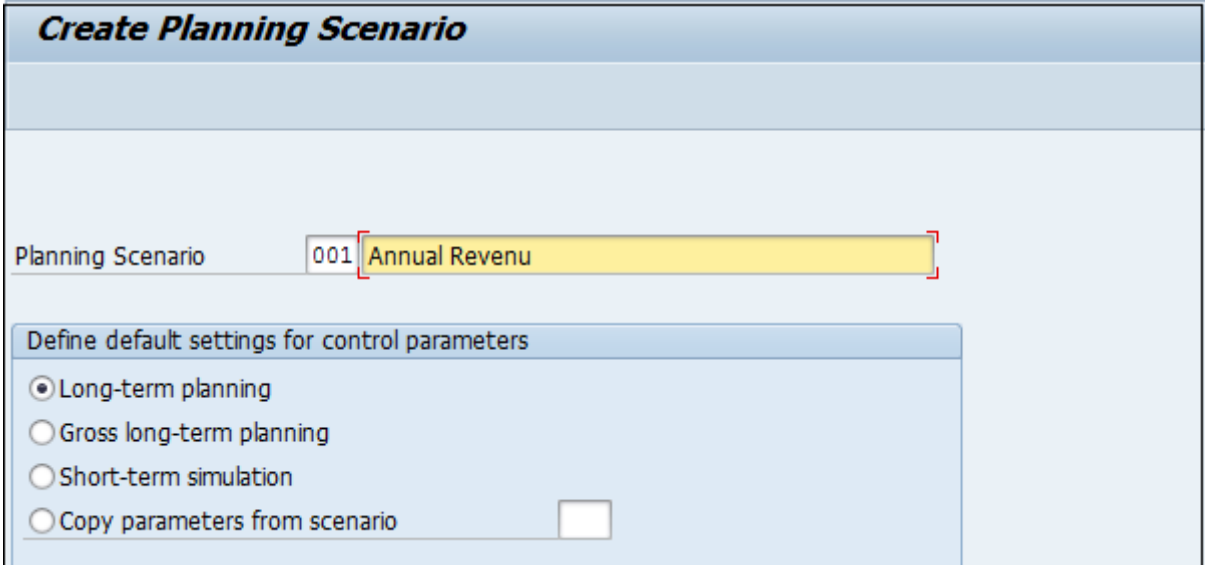 Create Planning Scenario
Planning Scenario 001 Annual Revenu
Define default settings for control parameters
Long-term planning
Gross long-term planning
Short-term simulation
Copy parameters from scenario